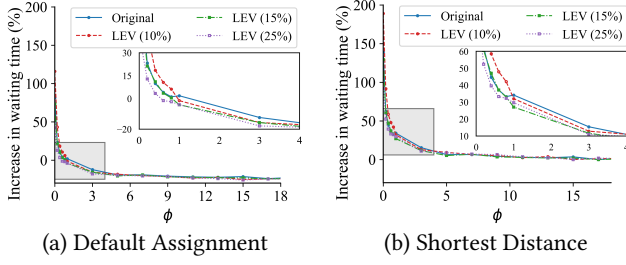 Increase in waiting time (%)
200
150
100
50
0
Original
LEV (10%)
LEV (15%)
LEV (25%)
30
0
−20
0
1
2
3
4
0
3
6
9
12
15
18
ϕ
(a) Default Assignment
Increase in waiting time (%)
200
150
100
50
0
Original
LEV (10%)
LEV (15%)
LEV (25%)
60
50
40
30
20
10
0
1
2
3
4
0
5
10
15
ϕ
(b) Shortest Distance